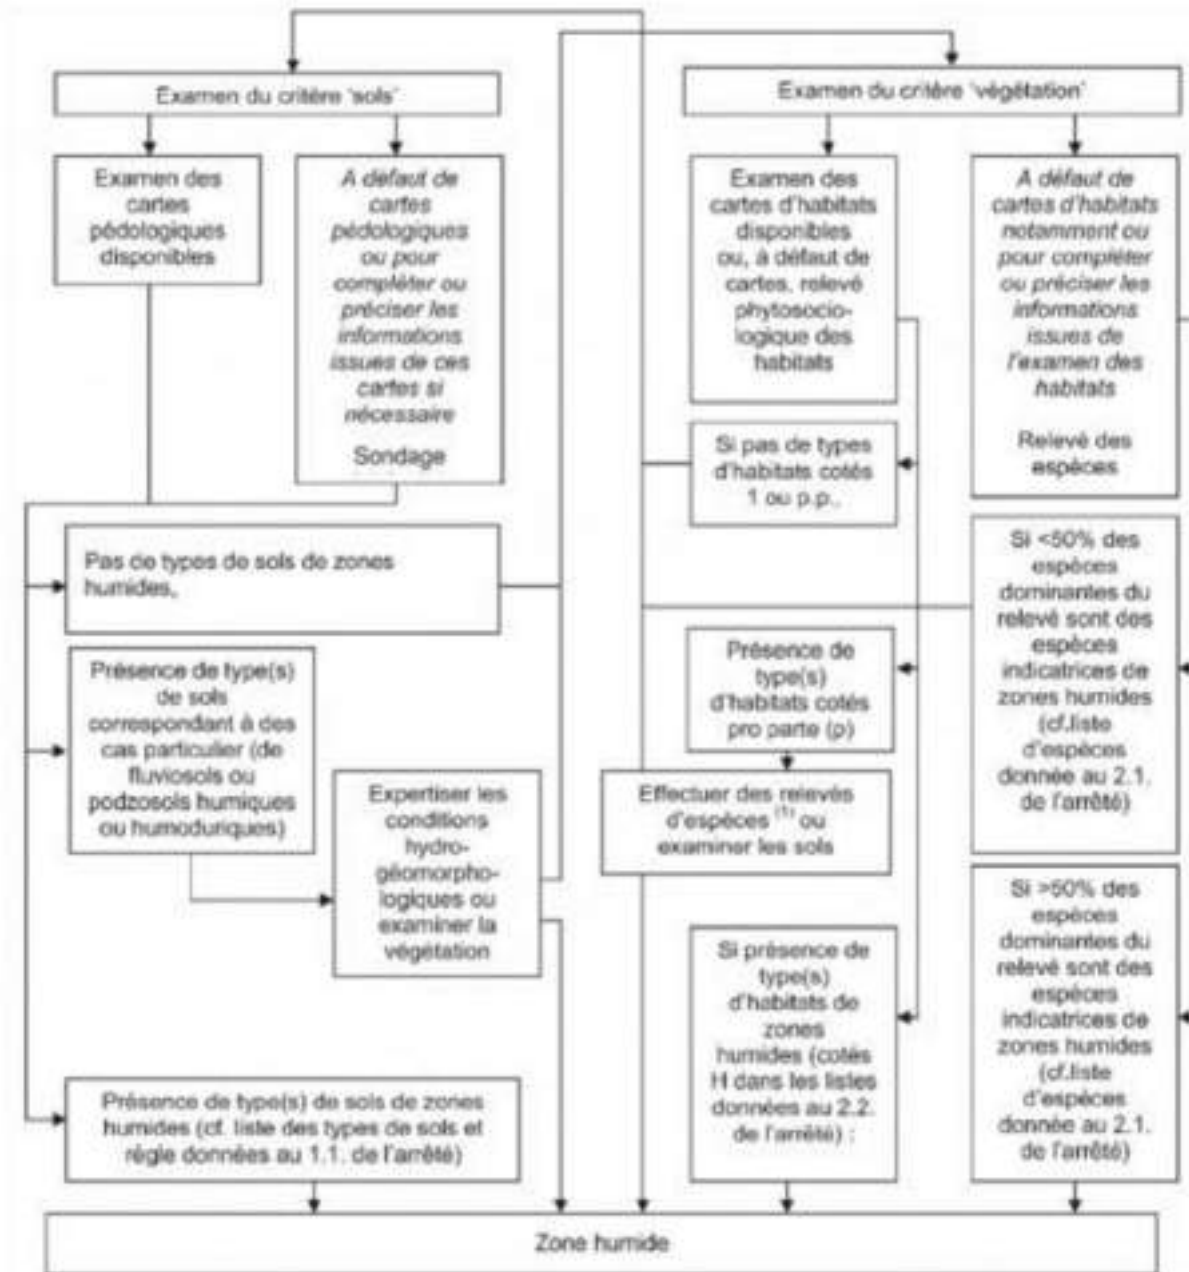 Examen du critère 'sols'
Examen des
cartes
pédologiques
disponibles
A défaut de
cartes
pédologiques
ou pour
compléter ou
préciser les
informations
issues de ces
cartes si
nécessaire
Sondage
Pas de types de sols de zones
humides,
Présence de type(s)
de sols
correspondant à des
cas particulier (de
fluviosols ou
podzosols humiques
ou humoduriques)
Expertiser les
conditions
hydro-
géomorpho-
logiques ou
examiner la
végétation
Présence de type(s) de sols de zones
humides (cf. liste des types de sols et
règle données au 1.1. de l'arrêté)
Examen du critère 'végétation'
Examen des
cartes d'habitats
disponibles
ou, à défaut de
cartes, relevé
phytosocio-
logique des
habitats
A défaut de
cartes d'habitats
notamment ou
pour compléter
ou préciser les
informations
issues de
l'examen des
habitats
Relevé des
espèces
Si pas de types
d'habitats cotés
1 ou p.p.,
Présence de
type(s)
d'habitats cotés
pro parte (p)
Effectuer des relevés
d'espèces (1) ou
examiner les sols
Si présence de
type(s)
d'habitats de
zones
humides (cotés
H dans les listes
données au 2.2.
de l'arrêté) :
Si <50% des
espèces
dominantes du
relevé sont des
espèces
indicatrices de
zones humides
(cf.liste
d'espèces
donnée au 2.1.
de l'arrêté)
Si >50% des
espèces
dominantes du
relevé sont des
espèces
indicatrices de
zones humides
(cf.liste
d'espèces
donnée au 2.1.
de l'arrêté)
Zone humide